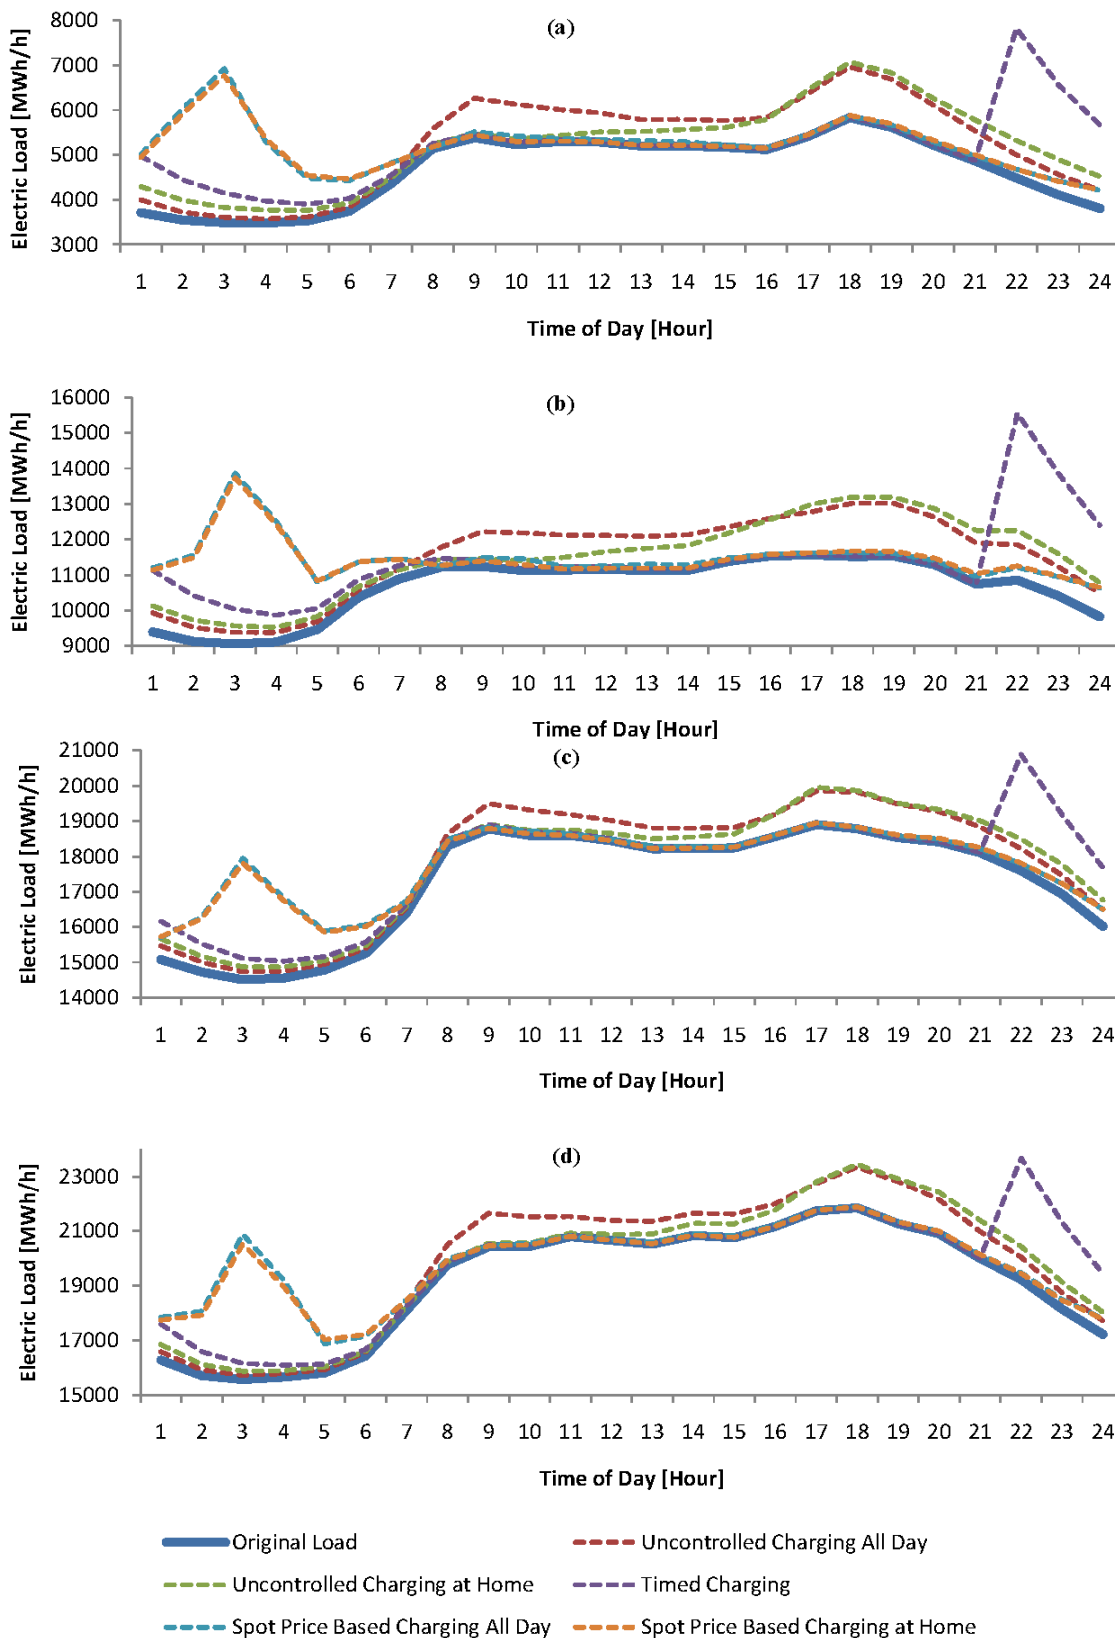 (a)
Electric Load [MWh/h]
8000
7000
6000
5000
4000
3000
1 2 3 4 5 6 7 8 9 10 11 12 13 14 15 16 17 18 19 20 21 22 23 24
Time of Day [Hour]
(b)
Electric Load [MWh/h]
16000
15000
14000
13000
12000
11000
10000
9000
1 2 3 4 5 6 7 8 9 10 11 12 13 14 15 16 17 18 19 20 21 22 23 24
Time of Day [Hour]
(c)
Electric Load [MWh/h]
21000
20000
19000
18000
17000
16000
15000
14000
1 2 3 4 5 6 7 8 9 10 11 12 13 14 15 16 17 18 19 20 21 22 23 24
Time of Day [Hour]
(d)
Electric Load [MWh/h]
23000
21000
19000
17000
15000
1 2 3 4 5 6 7 8 9 10 11 12 13 14 15 16 17 18 19 20 21 22 23 24
Time of Day [Hour]
Original Load
Uncontrolled Charging All Day
Uncontrolled Charging at Home
Timed Charging
Spot Price Based Charging All Day
Spot Price Based Charging at Home